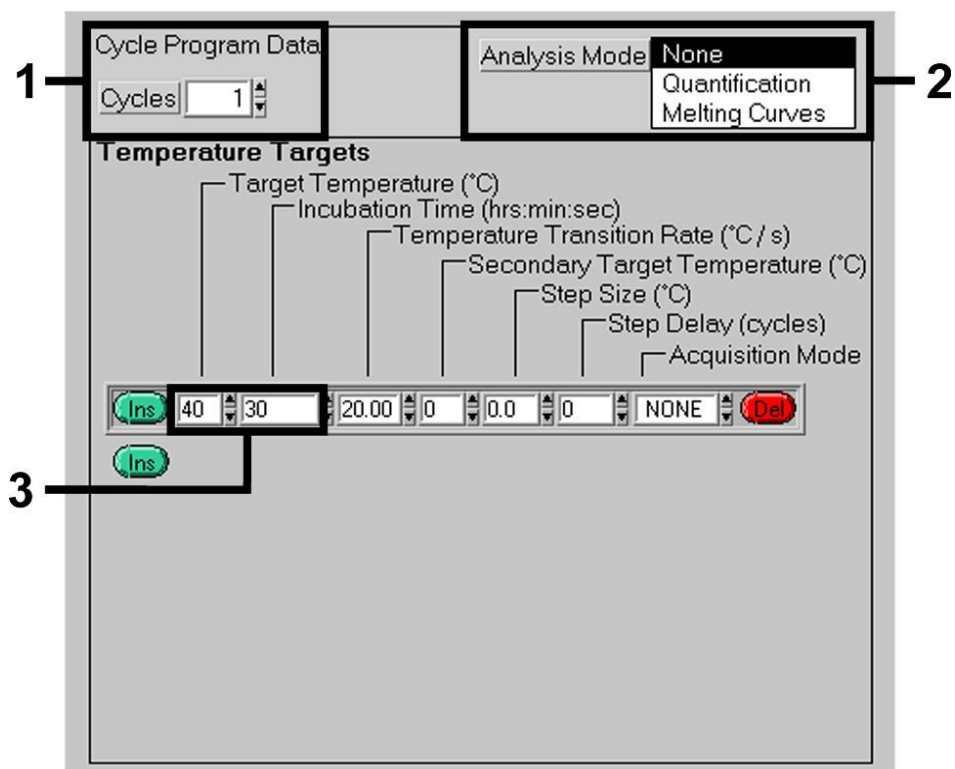 Cycle Program Data
Cycles 1
Analysis Mode None
Quantification
Melting Curves
1
2
Temperature Targets
Target Temperature (°C)
Incubation Time (hrs:min:sec)
Temperature Transition Rate (°C / s)
Secondary Target Temperature (°C)
Step Size (°C)
Step Delay (cycles)
Acquisition Mode
Ins 40 30 20.00 0 0.0 0 NONE Del
Ins
3